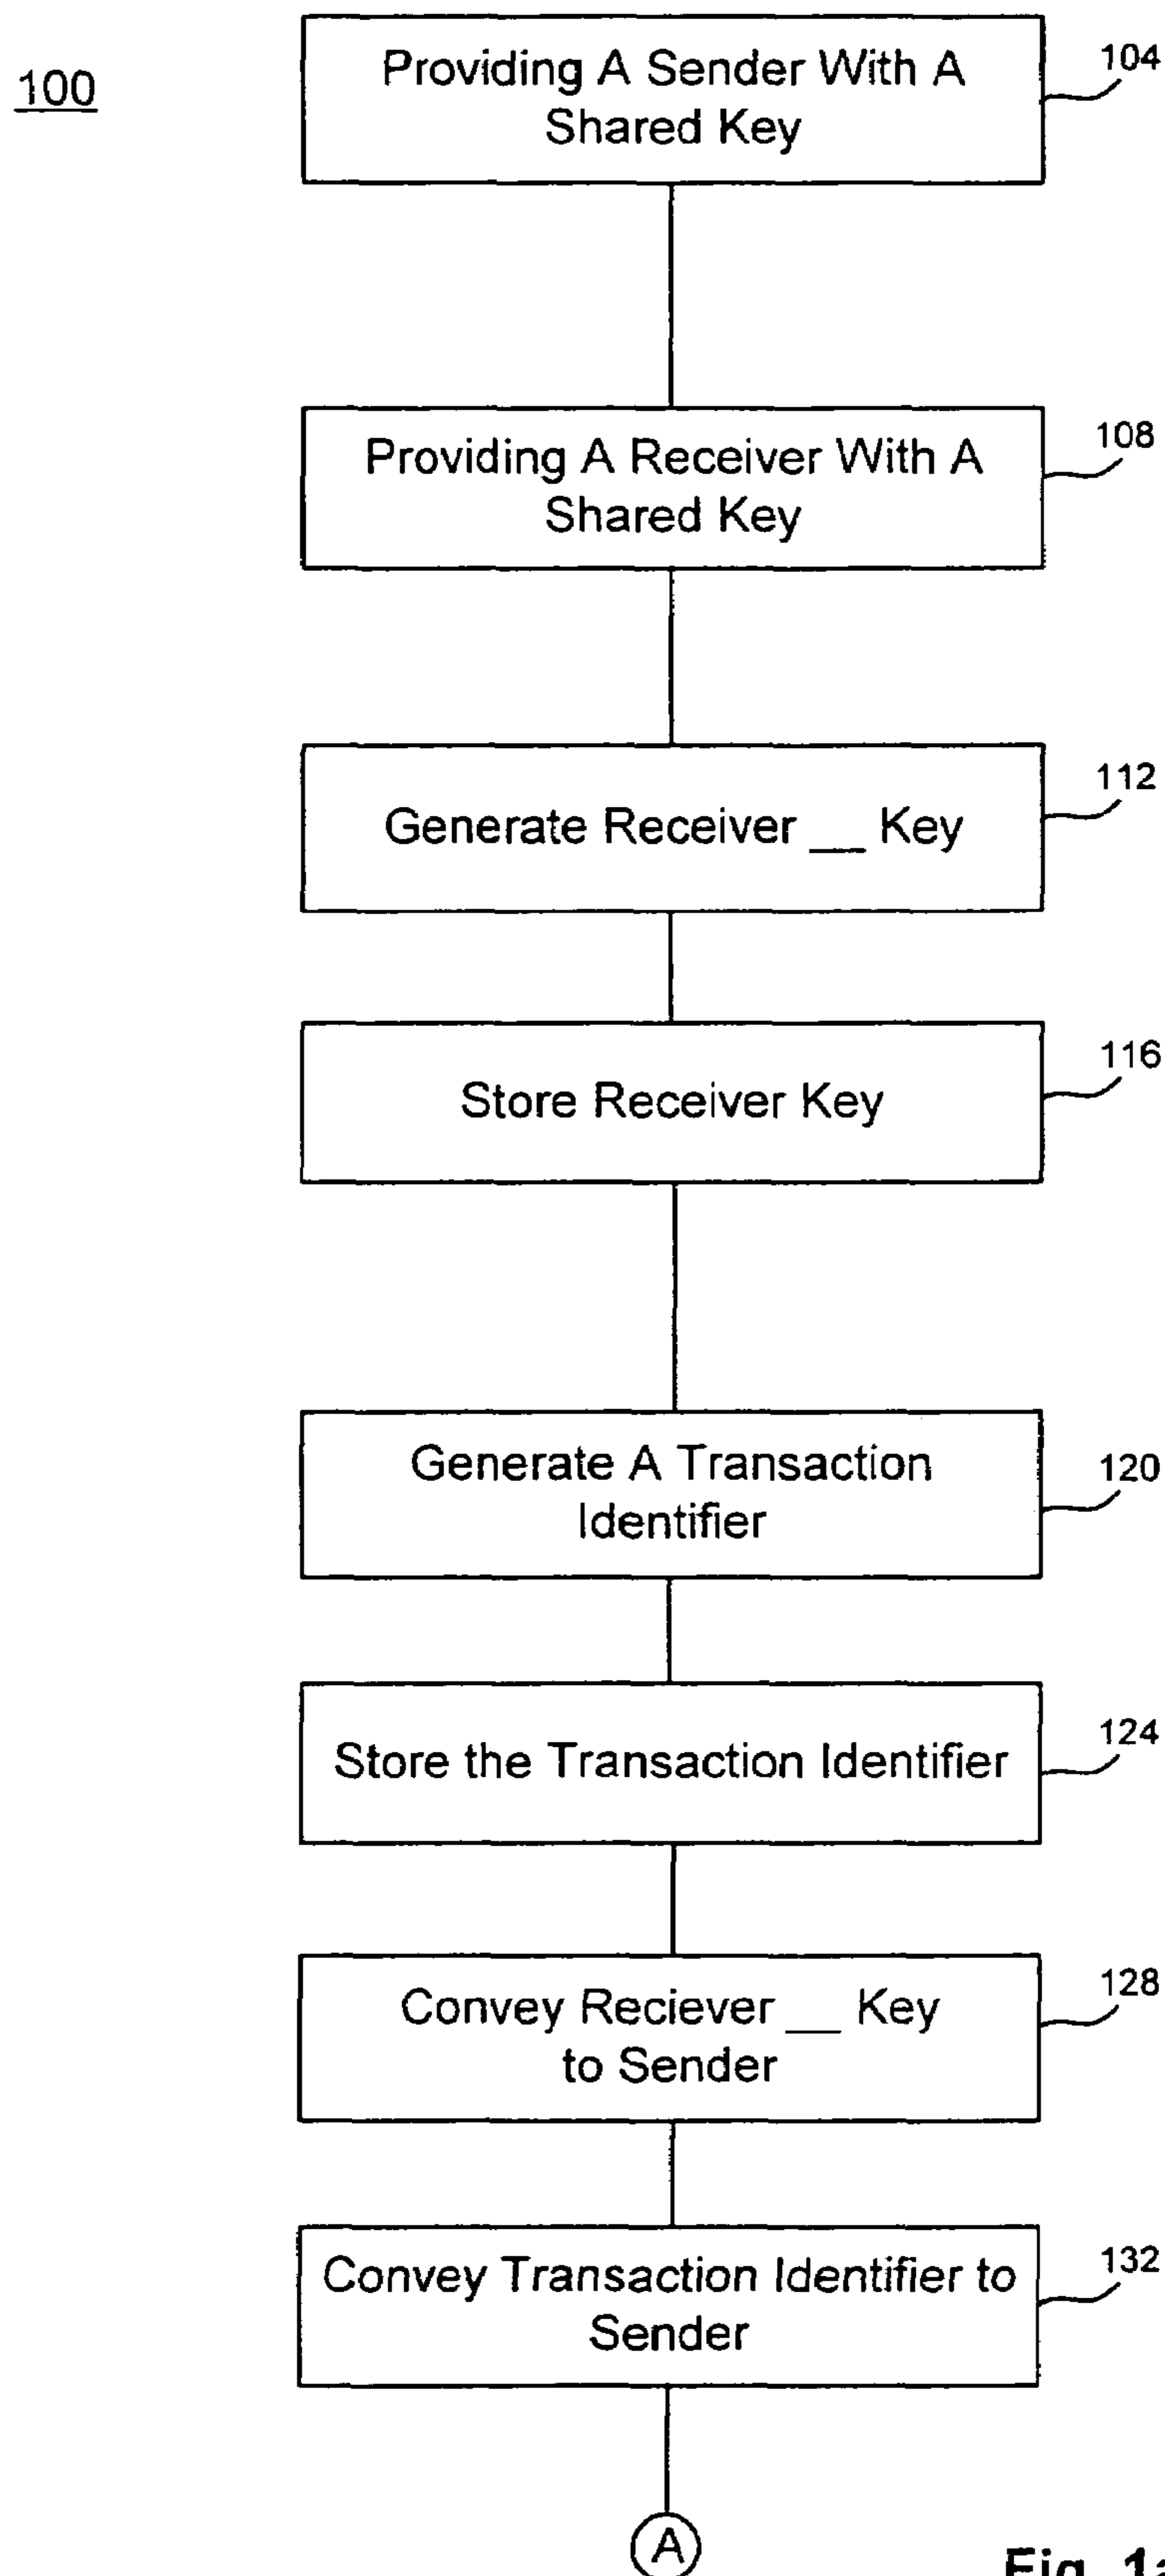 100
Providing A Sender With A
Shared Key
104
Providing A Receiver With A
Shared Key
108
Generate Receiver __ Key
112
Store Receiver Key
116
Generate A Transaction
Identifier
120
Store the Transaction Identifier
124
Convey Reciever __ Key
to Sender
128
Convey Transaction Identifier to
Sender
132
A
Fig. 1a